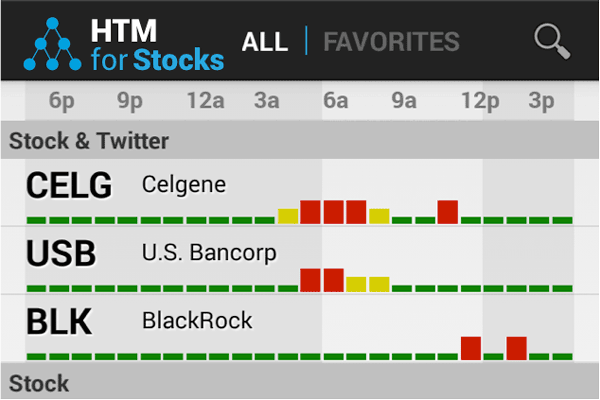 HTM
for Stocks
ALL | FAVORITES
6p 9p 12a 3a 6a 9a 12p 3p
Stock & Twitter
CELG Celgene
USB U.S. Bancorp
BLK BlackRock
Stock